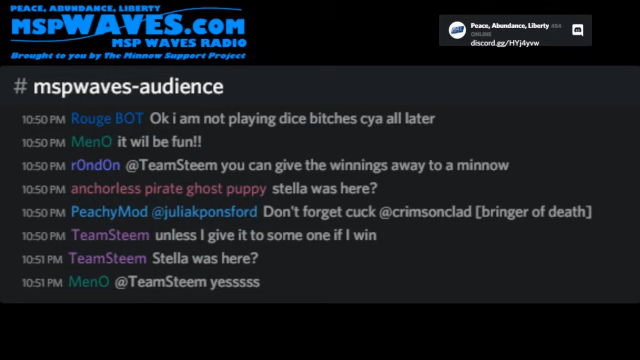 PEACE, ABUNDANCE, LIBERTY
MSPWAVES.COM
MSP WAVES RADIO
Brought to you by The Minnow Support Project
Peace, Abundance, Liberty
ONLINE
discord.gg/HYj4yvw
# mspwaves-audience
10:50 PM Rouge BOT Ok i am not playing dice bitches cya all later
10:50 PM MenO it wil be fun!!
10:50 PM r0nd0n @TeamSteem you can give the winnings away to a minnow
10:50 PM anchorless pirate ghost puppy stella was here?
10:50 PM PeachyMod @juliakponsford Don't forget cuck @crimsonclad [bringer of death]
10:50 PM TeamSteem unless I give it to some one if I win
10:51 PM TeamSteem Stella was here?
10:51 PM MenO @TeamSteem yesssss